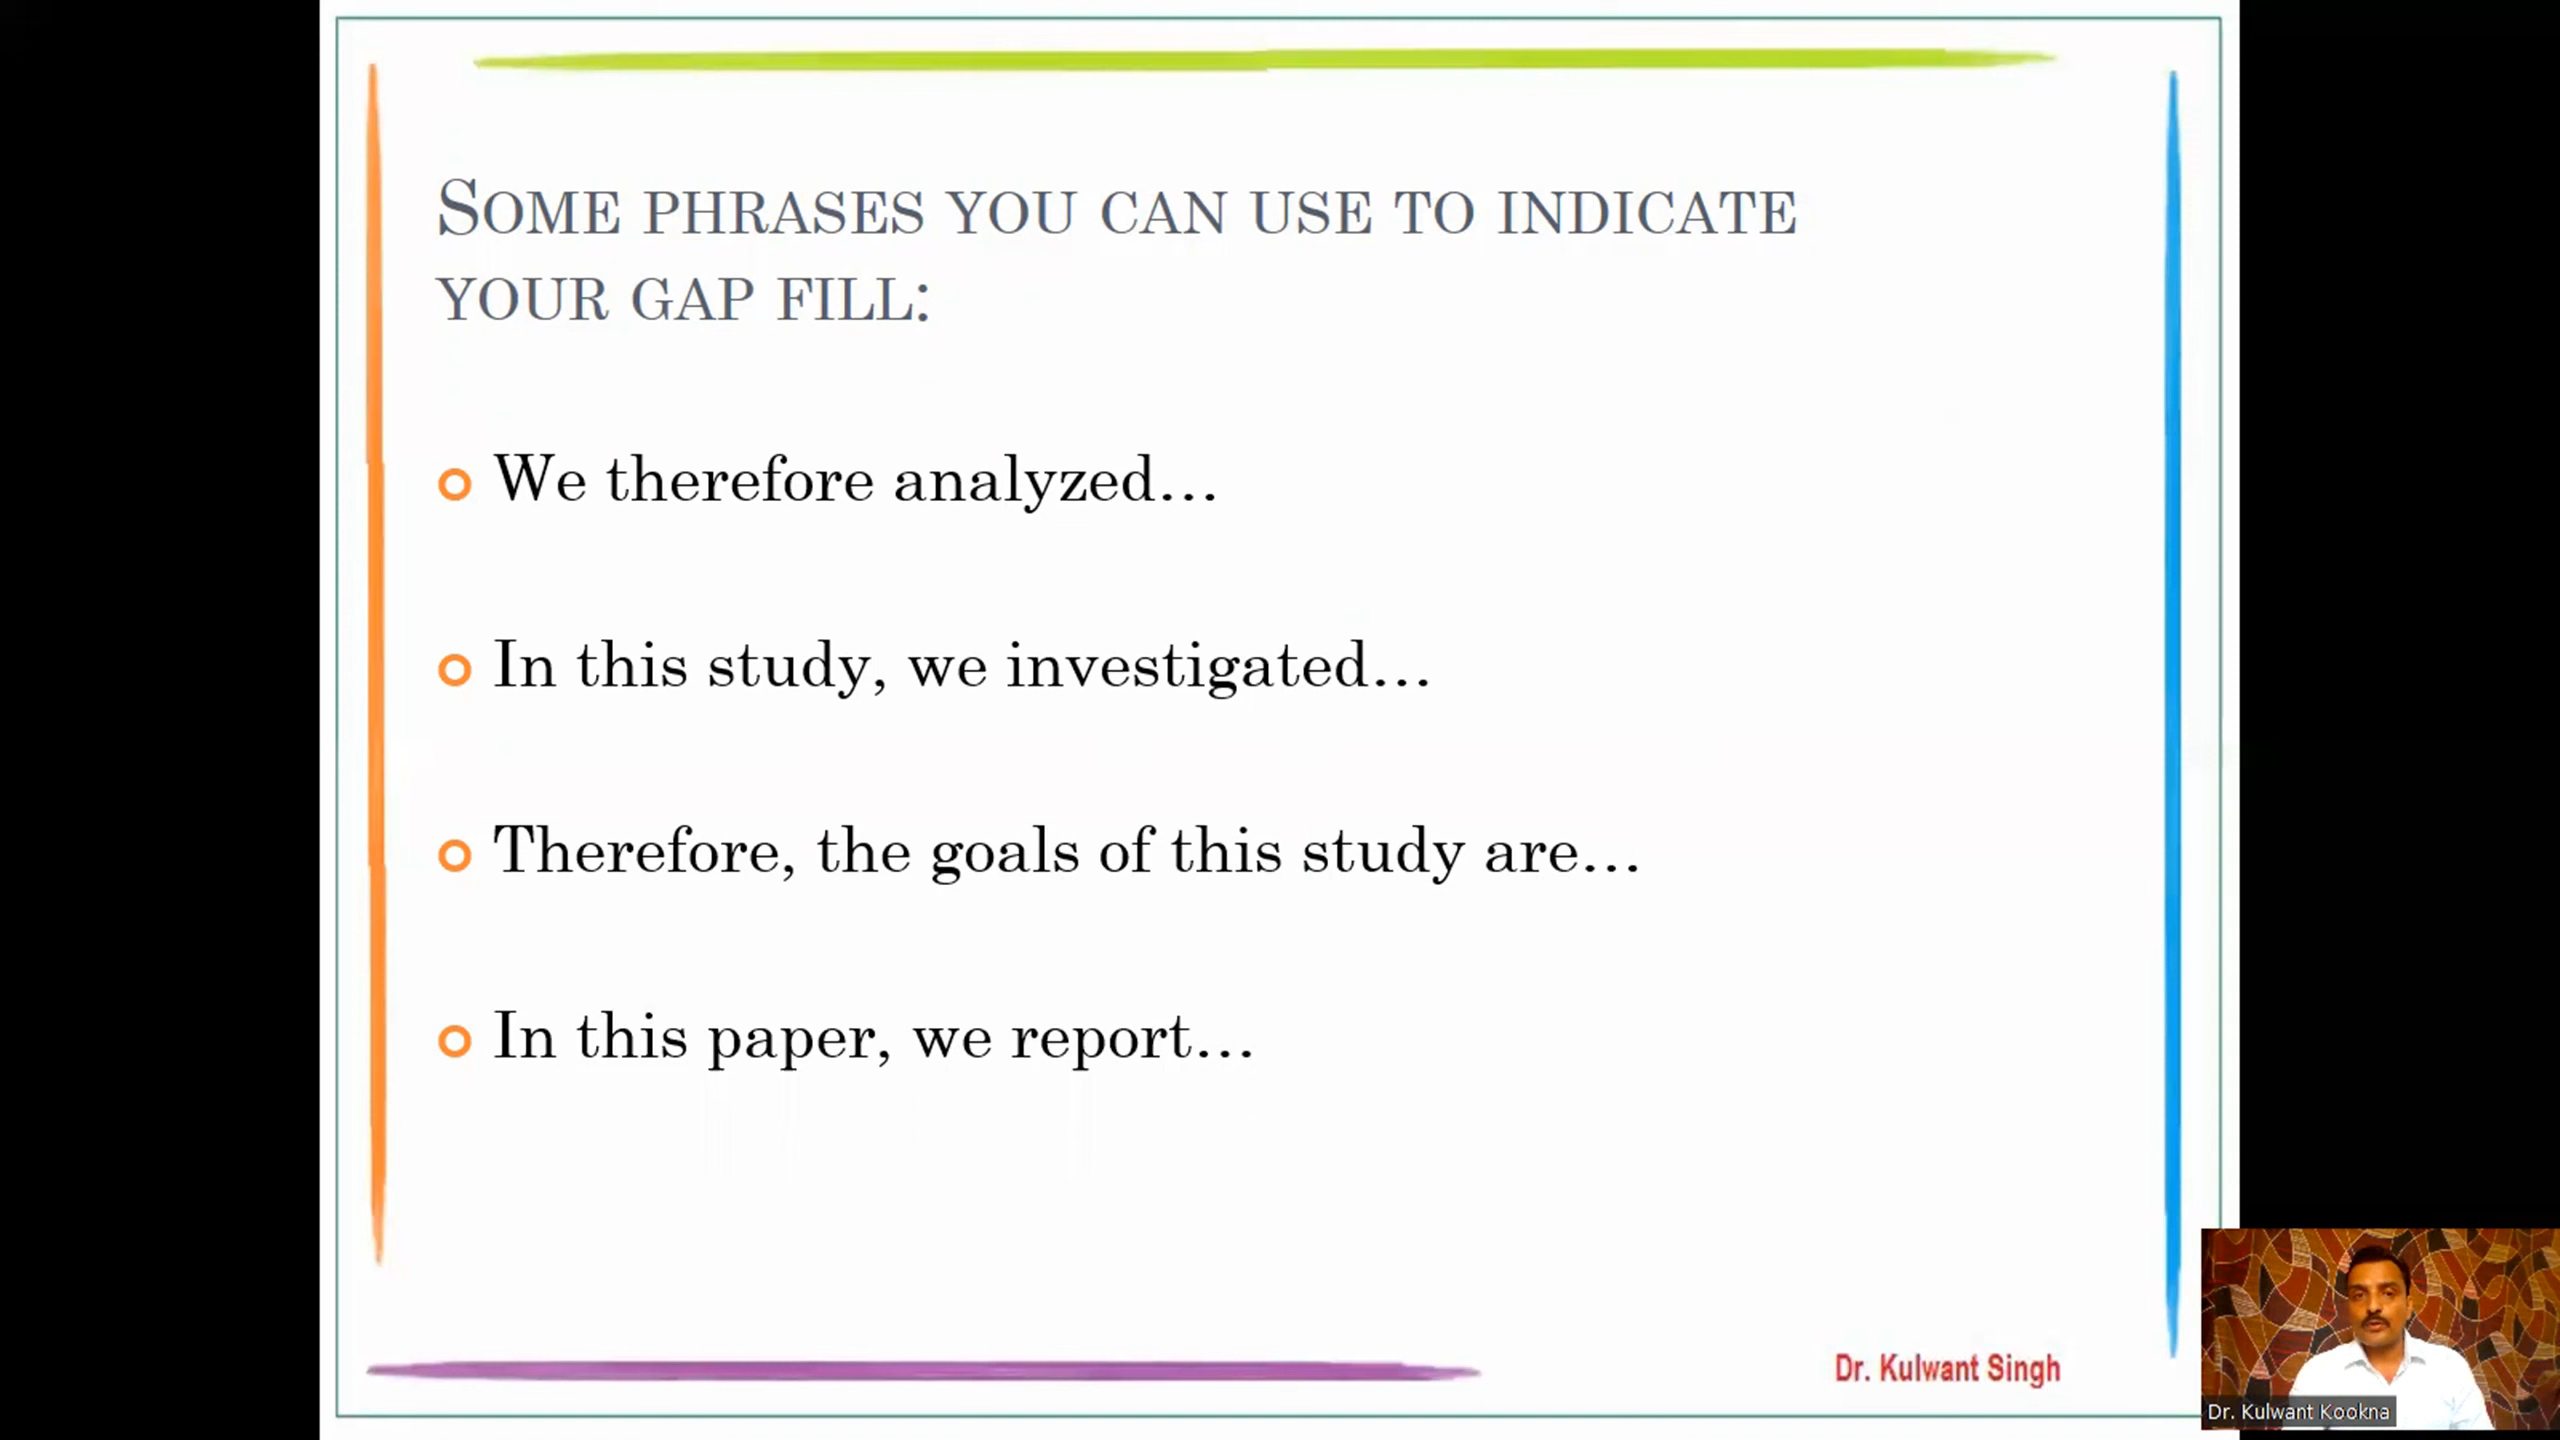 Some phrases you can use to indicate
your gap fill:
We therefore analyzed...
In this study, we investigated...
Therefore, the goals of this study are...
In this paper, we report...
Dr. Kulwant Singh
Dr. Kulwant Kookna